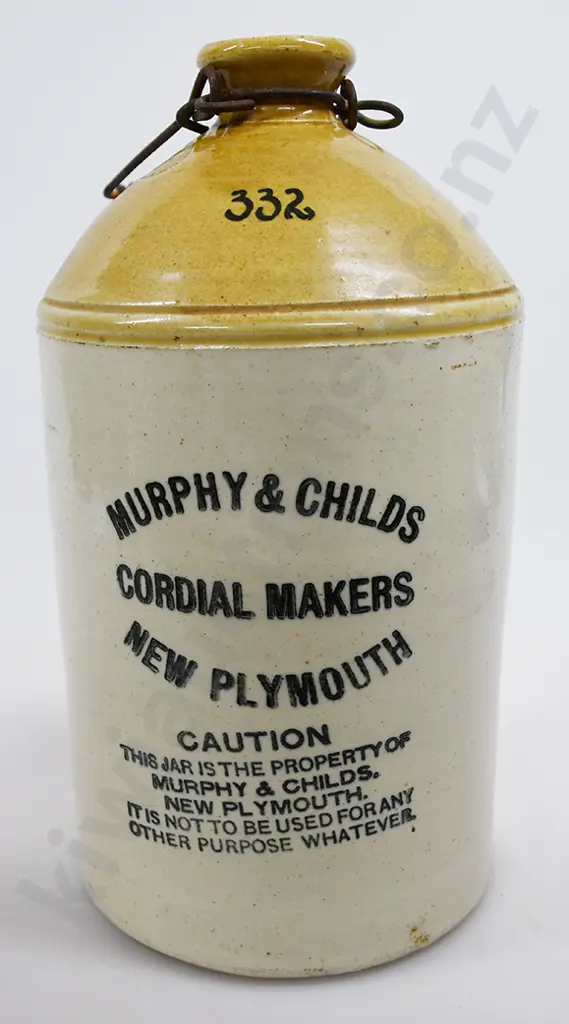 332
MURPHY & CHILDS
CORDIAL MAKERS
NEW PLYMOUTH
CAUTION
THIS JAR IS THE PROPERTY OF
MURPHY & CHILDS.
NEW PLYMOUTH.
IT IS NOT TO BE USED FOR ANY
OTHER PURPOSE WHATEVER.